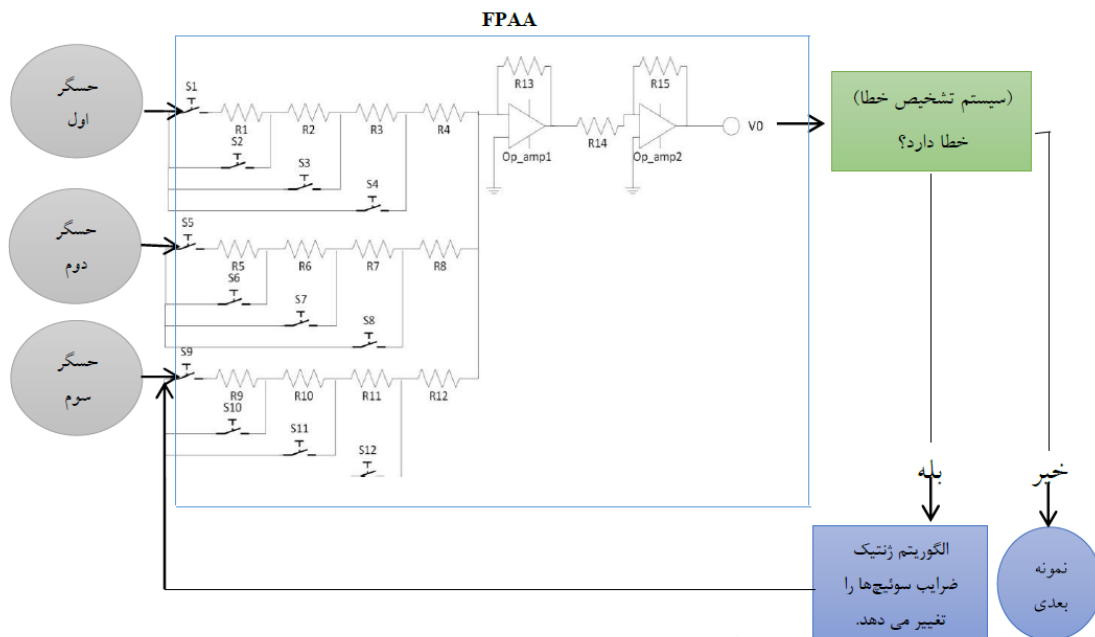 FPAA
حسگر
اول
S1
R1
R2
R3
R4
S2
S3
S4
R13
Op_amp1
R14
R15
Op_amp2
V0
(سیستم تشخیص خطا)
خطا دارد؟
حسگر
دوم
S5
R5
R6
R7
R8
S6
S7
S8
حسگر
سوم
S9
R9
R10
R11
R12
S10
S11
S12
بله
خیر
الگوریتم ژنتیک
ضرایب سوئیچ‌ها را
تغییر می دهد.
نمونه
بعدی